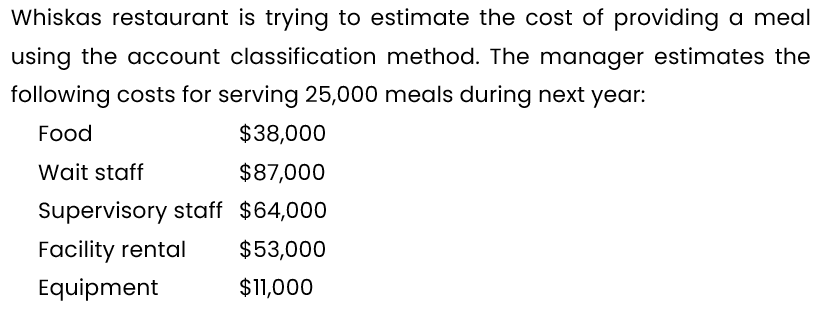 Whiskas restaurant is trying to estimate the cost of providing a meal
using the account classification method. The manager estimates the
following costs for serving 25,000 meals during next year:
Food $38,000
Wait staff $87,000
Supervisory staff $64,000
Facility rental $53,000
Equipment $11,000